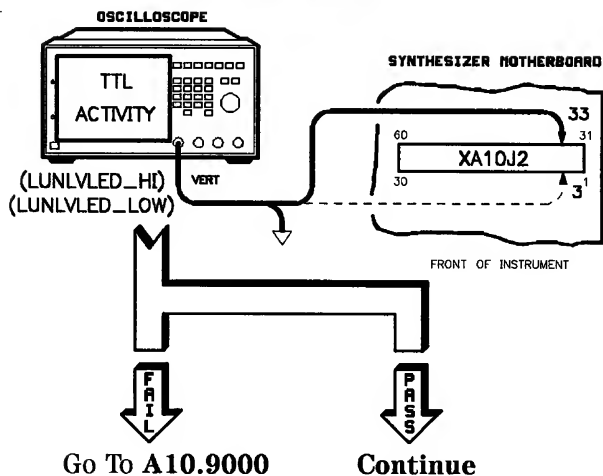 OSCILLOSCOPE
TTL
ACTIVITY
SYNTHESIZER MOTHERBOARD
33
60
31
XA10J2
30
3
1
(LUNLVLED_HI)
VERT
(LUNLVLED_LOW)
FRONT OF INSTRUMENT
FAIL
PASS
Go To A10.9000
Continue